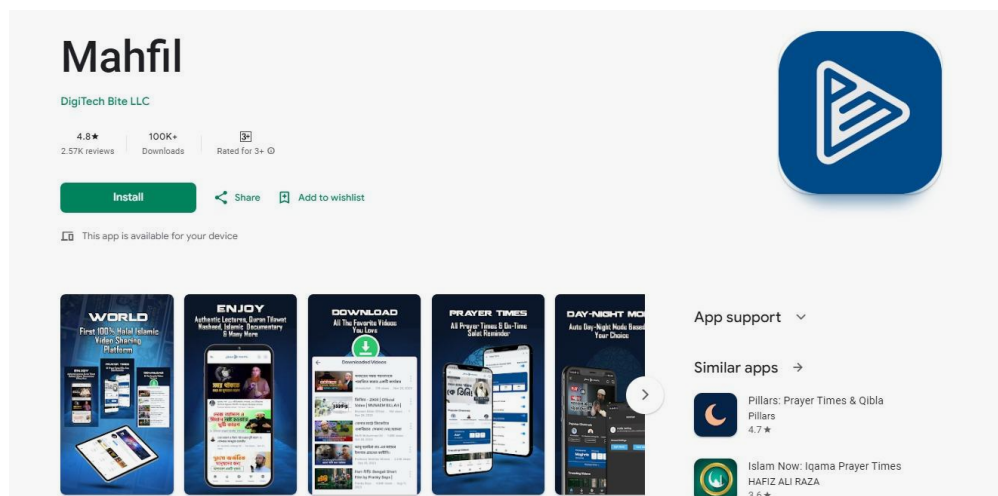 Mahfil
DigiTech Bite LLC
4.8★
2.57K reviews
100K+
Downloads
3+
Rated for 3+
Install
Share
Add to wishlist
This app is available for your device
WORLD
First 100% Halal Islamic
Video Sharing
Platform
ENJOY
Authentic Lectures, Quran Tilawat
Nasheed, Islamic Documentary
& Many More
DOWNLOAD
All The Favorite Videos
You Love
Downloaded Videos
PRAYER TIMES
All Prayer Times & On-Time
Salat Reminder
DAY-NIGHT MO
Auto Day-Night Mode Based
Your Choice
App support
Similar apps
Pillars: Prayer Times & Qibla
Pillars
4.7★
Islam Now: Iqama Prayer Times
HAFIZ ALI RAZA
3.6★